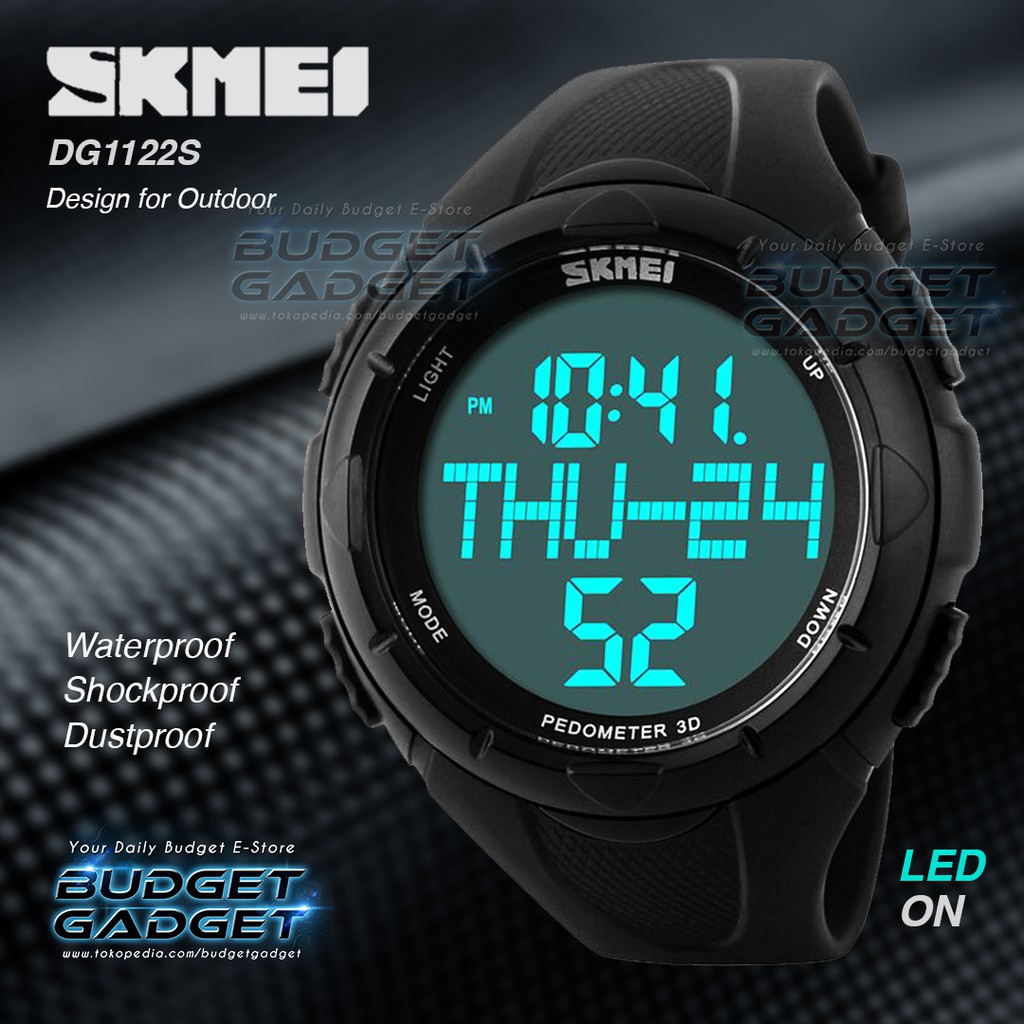 SKMEI
DG1122S
Design for Outdoor
Your Daily Budget E-Store
BUDGET
GADGET
www.tokopedia.com/budgetgadget
Your Daily Budget E-Store
BUDGET
GADGET
www.tokopedia.com/budgetgadget
SKMEI
LIGHT
UP
PM 10:41.
THU-24
52
MODE
DOWN
PEDOMETER 3D
Waterproof
Shockproof
Dustproof
Your Daily Budget E-Store
BUDGET
GADGET
www.tokopedia.com/budgetgadget
LED
ON